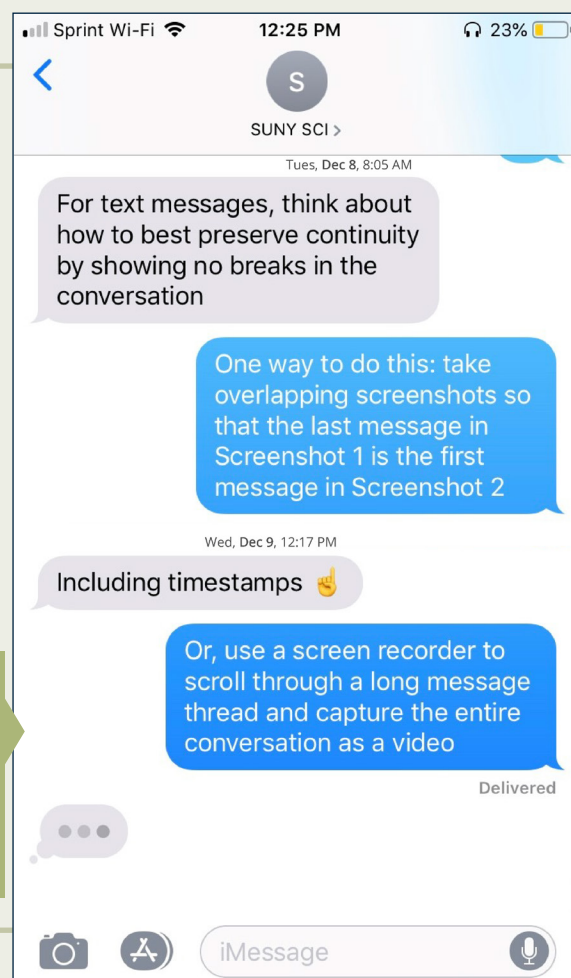 Sprint Wi-Fi 12:25 PM 23%
S
SUNY SCI >
Tues, Dec 8, 8:05 AM
For text messages, think about
how to best preserve continuity
by showing no breaks in the
conversation
One way to do this: take
overlapping screenshots so
that the last message in
Screenshot 1 is the first
message in Screenshot 2
Wed, Dec 9, 12:17 PM
Including timestamps ☝️
Or, use a screen recorder to
scroll through a long message
thread and capture the entire
conversation as a video
Delivered
iMessage